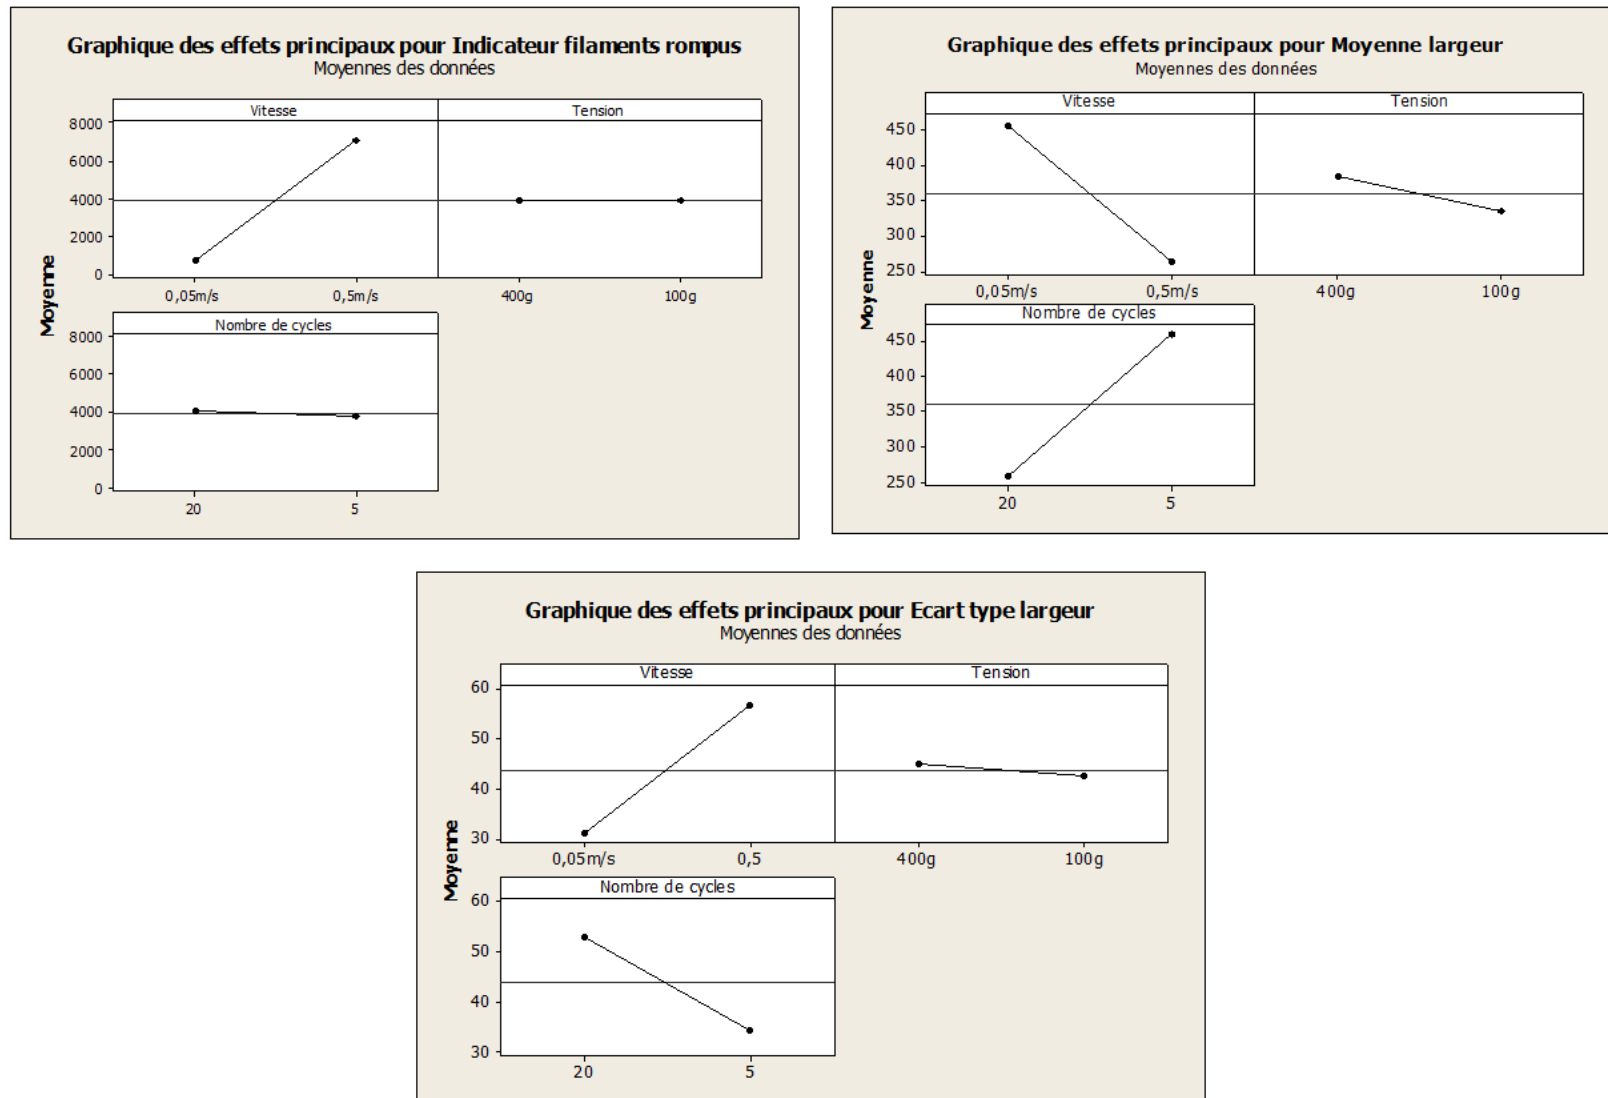 Graphique des effets principaux pour Indicateur filaments rompus
Moyennes des données
Vitesse
Tension
8000
6000
4000
2000
0
0,05m/s
0,5m/s
400g
100g
Moyenne
Nombre de cycles
8000
6000
4000
2000
0
20
5
Graphique des effets principaux pour Moyenne largeur
Moyennes des données
Vitesse
Tension
450
400
350
300
250
0,05m/s
0,5m/s
400g
100g
Moyenne
Nombre de cycles
450
400
350
300
250
20
5
Graphique des effets principaux pour Ecart type largeur
Moyennes des données
Vitesse
Tension
60
50
40
30
0,05m/s
0,5
400g
100g
Moyenne
Nombre de cycles
60
50
40
30
20
5